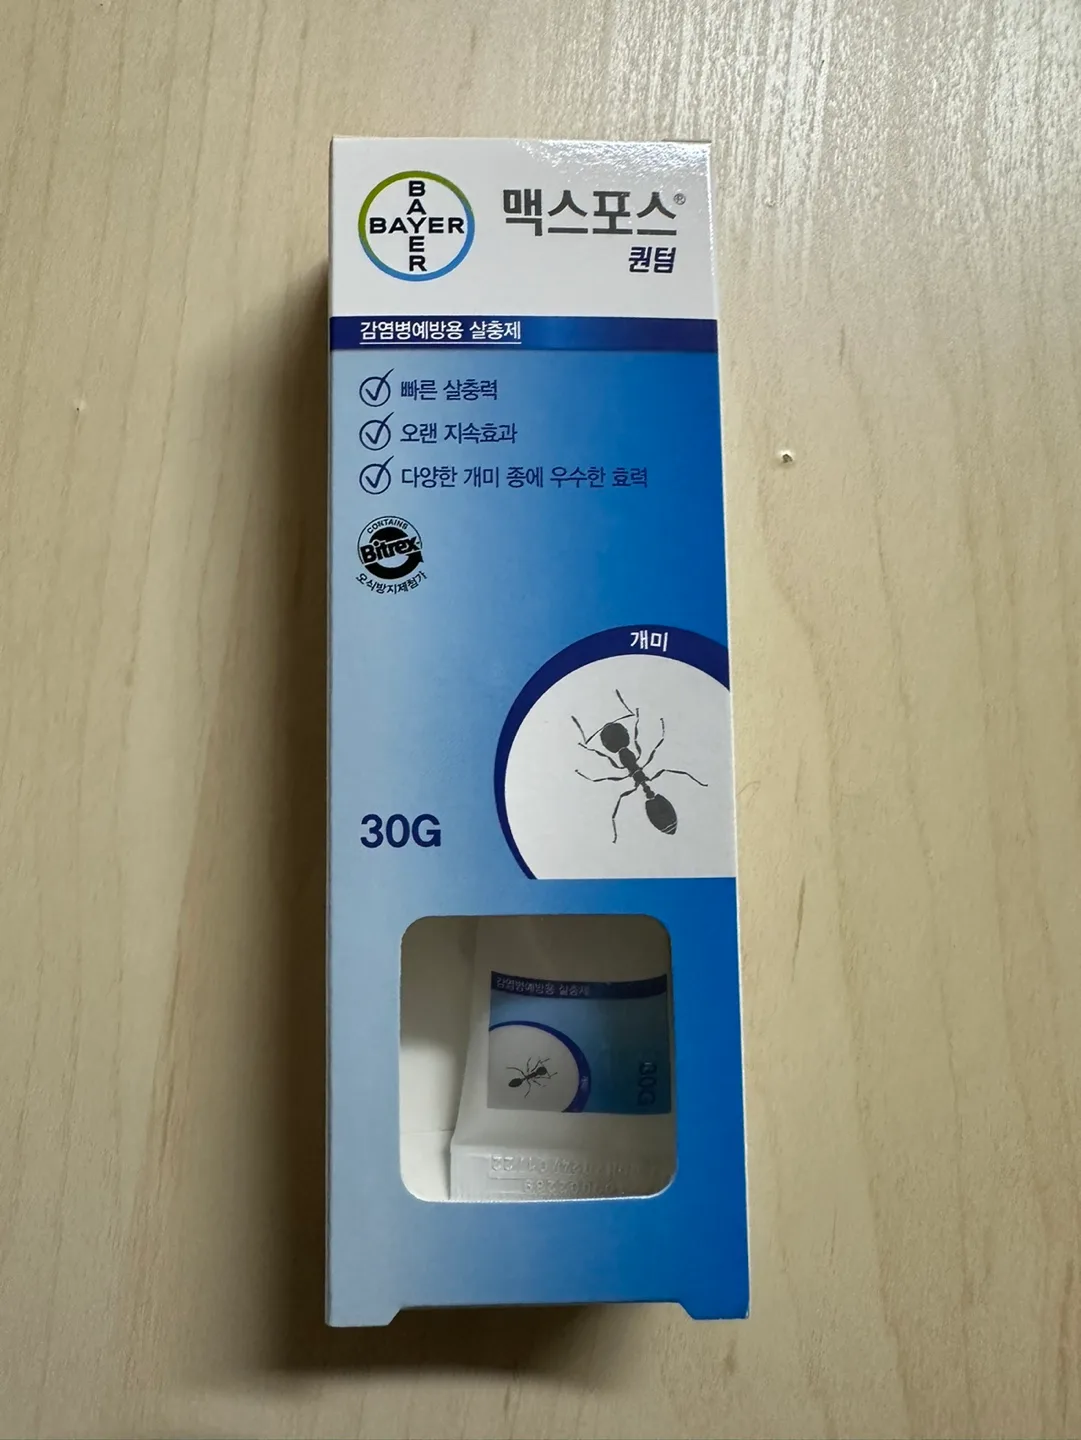 BAYER
BAYER
맥스포스®
퀀텀
감염병예방용 살충제
빠른 살충력
오랜 지속효과
다양한 개미 종에 우수한 효력
CONTAINS
Bitrex
오식방지제첨가
개미
30G
감염병예방용 살충제
30G